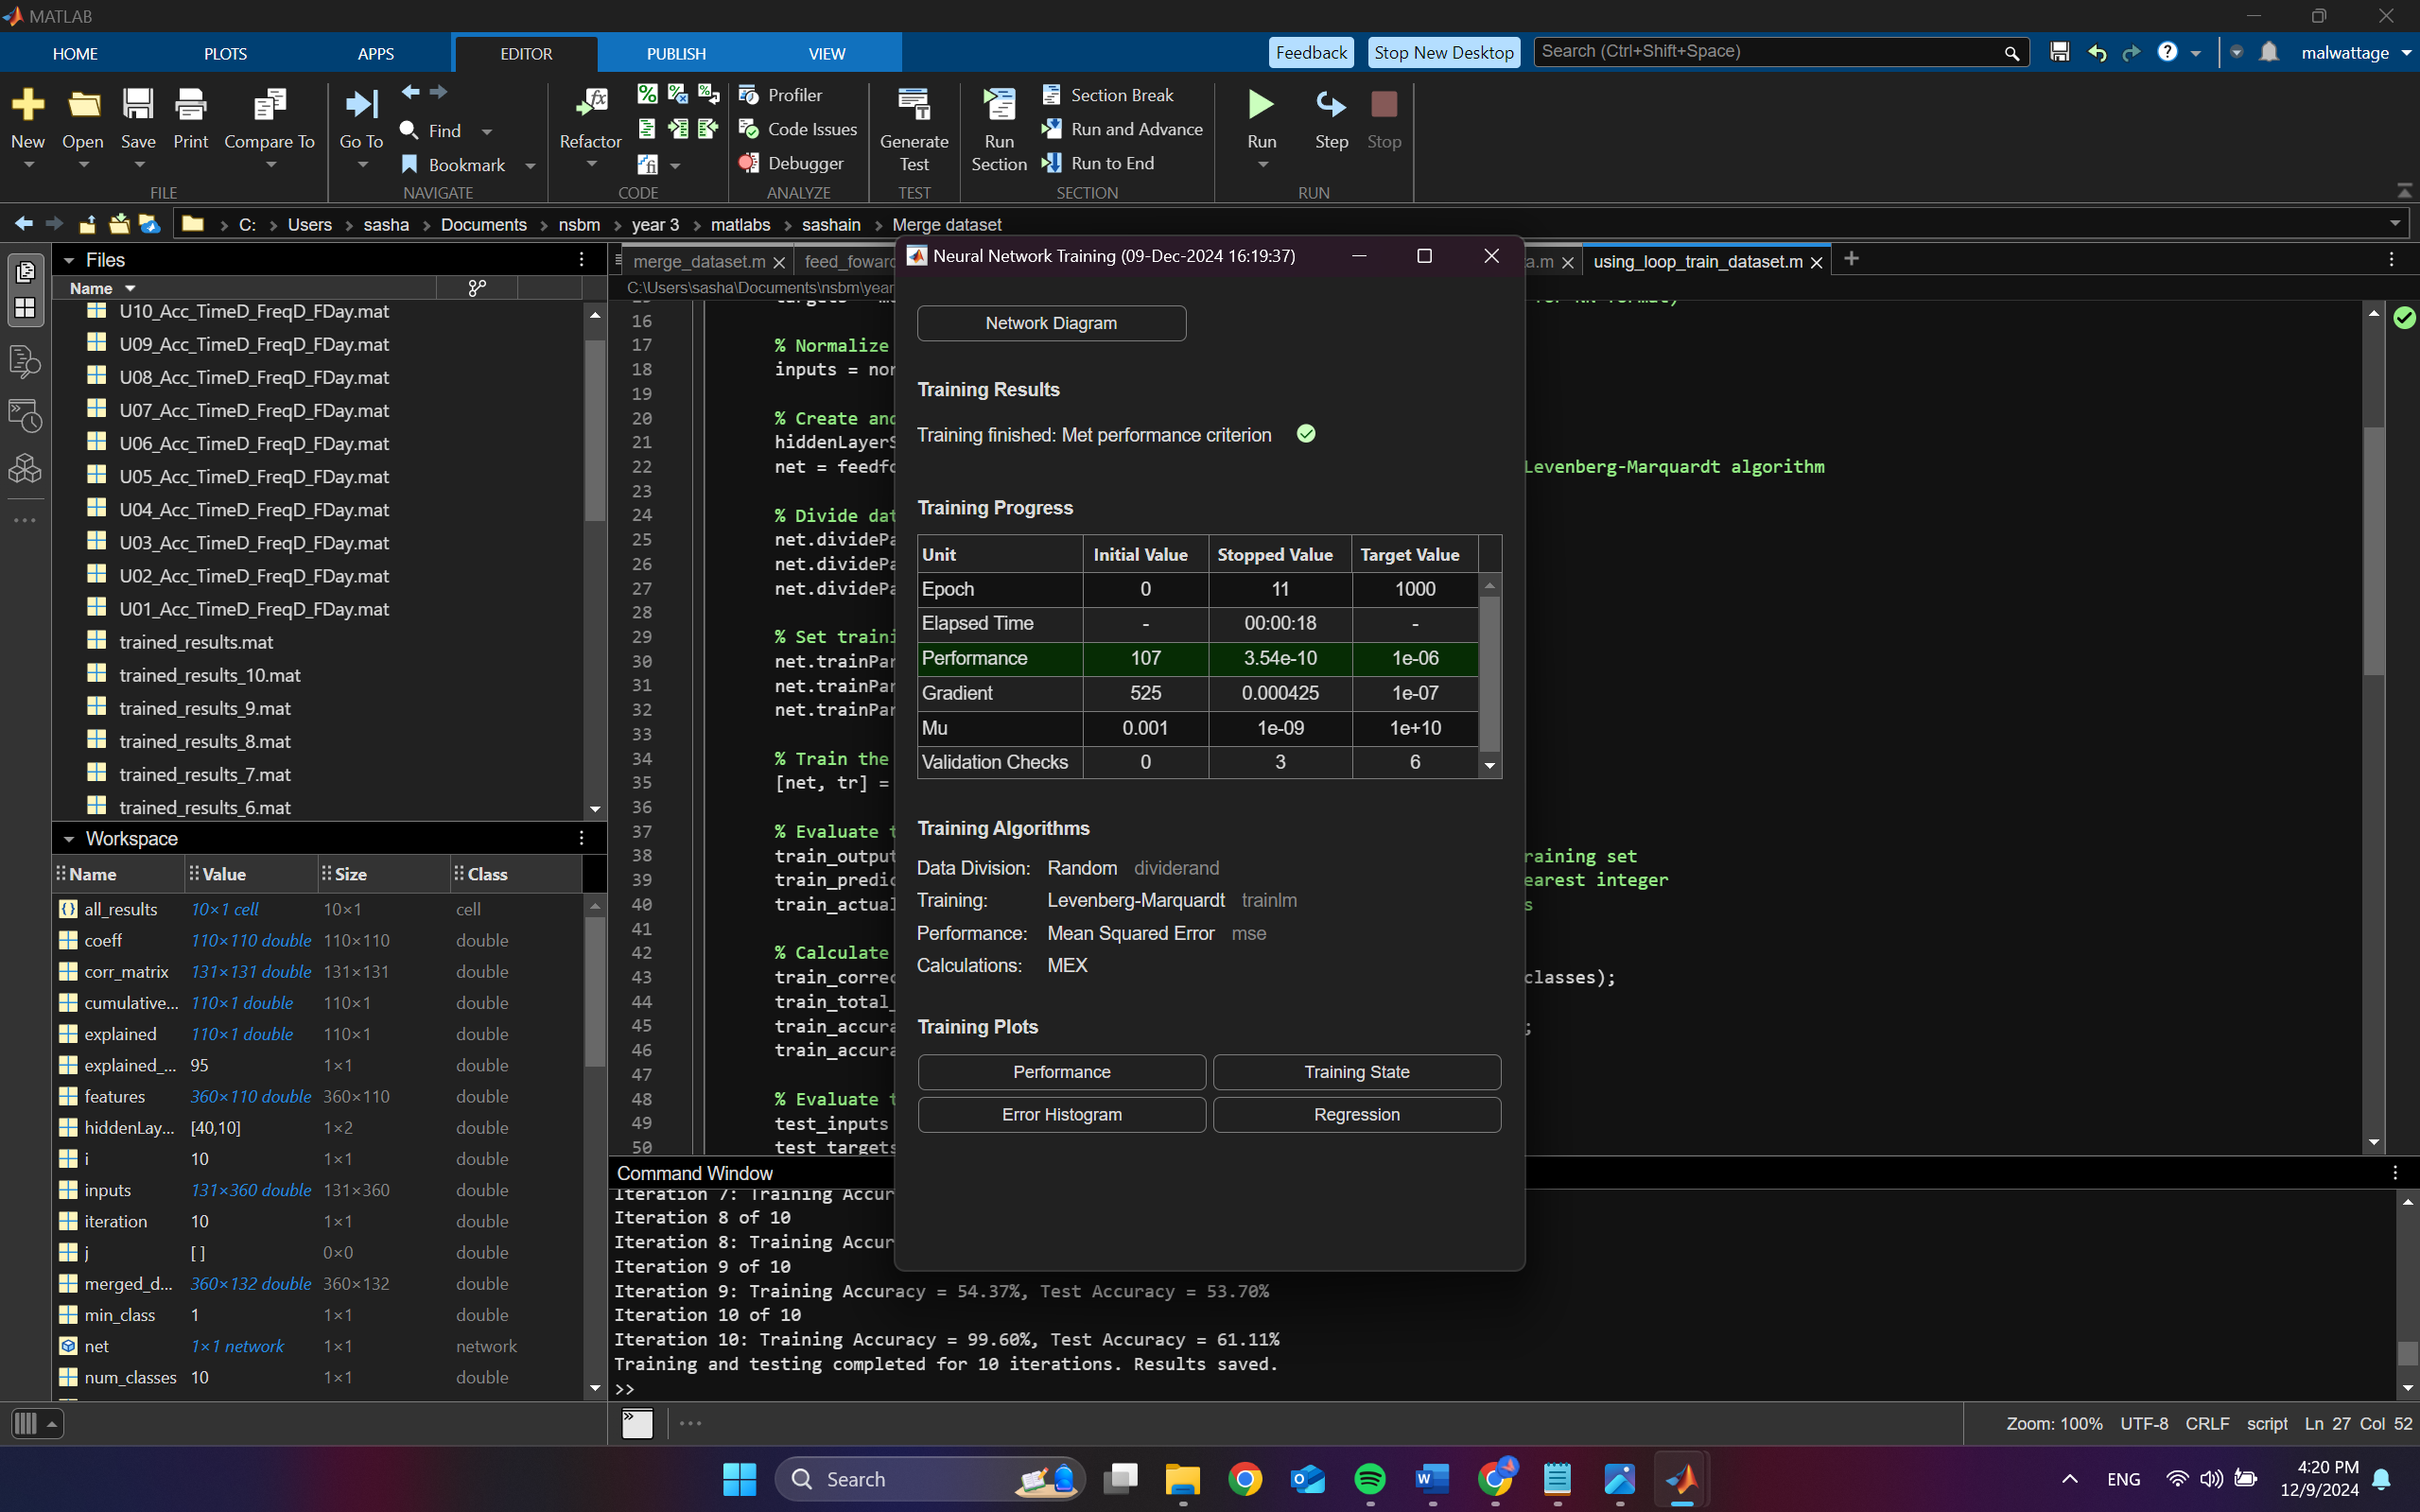 MATLAB
HOME PLOTS APPS EDITOR PUBLISH VIEW Feedback Stop New Desktop Search (Ctrl+Shift+Space) malwattage
New Open Save Print Compare To
FILE
Go To Find Bookmark
NAVIGATE
Refactor
CODE
Profiler
Code Issues
Debugger
ANALYZE
Generate Test
TEST
Run Section
Section Break
Run and Advance
Run to End
SECTION
Run Step Stop
RUN
C: Users sasha Documents nsbm year 3 matlabs sashain Merge dataset
Files
Name
U10_Acc_TimeD_FreqD_FDay.mat
U09_Acc_TimeD_FreqD_FDay.mat
U08_Acc_TimeD_FreqD_FDay.mat
U07_Acc_TimeD_FreqD_FDay.mat
U06_Acc_TimeD_FreqD_FDay.mat
U05_Acc_TimeD_FreqD_FDay.mat
U04_Acc_TimeD_FreqD_FDay.mat
U03_Acc_TimeD_FreqD_FDay.mat
U02_Acc_TimeD_FreqD_FDay.mat
U01_Acc_TimeD_FreqD_FDay.mat
trained_results.mat
trained_results_10.mat
trained_results_9.mat
trained_results_8.mat
trained_results_7.mat
trained_results_6.mat
Workspace
Name Value Size Class
all_results 10×1 cell 10×1 cell
coeff 110×110 double 110×110 double
corr_matrix 131×131 double 131×131 double
cumulative... 110×1 double 110×1 double
explained 110×1 double 110×1 double
explained_... 95 1×1 double
features 360×110 double 360×110 double
hiddenLay... [40,10] 1×2 double
i 10 1×1 double
inputs 131×360 double 131×360 double
iteration 10 1×1 double
j [ ] 0×0 double
merged_d... 360×132 double 360×132 double
min_class 1 1×1 double
net 1×1 network 1×1 network
num_classes 10 1×1 double
merge_dataset.m feed_foward a.m using_loop_train_dataset.m
C:\Users\sasha\Documents\nsbm\year
16
17 % Normalize
18 inputs = nor
19
20 % Create and
21 hiddenLayerS
22 net = feedfo Levenberg-Marquardt algorithm
23
24 % Divide dat
25 net.dividePa
26 net.dividePa
27 net.dividePa
28
29 % Set traini
30 net.trainPar
31 net.trainPar
32 net.trainPar
33
34 % Train the
35 [net, tr] =
36
37 % Evaluate t
38 train_output raining set
39 train_predic earest integer
40 train_actual s
41
42 % Calculate
43 train_correc classes);
44 train_total_
45 train_accura ;
46 train_accura
47
48 % Evaluate t
49 test_inputs
50 test_targets
Neural Network Training (09-Dec-2024 16:19:37)
Network Diagram
Training Results
Training finished: Met performance criterion
Training Progress
Unit Initial Value Stopped Value Target Value
Epoch 0 11 1000
Elapsed Time - 00:00:18 -
Performance 107 3.54e-10 1e-06
Gradient 525 0.000425 1e-07
Mu 0.001 1e-09 1e+10
Validation Checks 0 3 6
Training Algorithms
Data Division: Random dividerand
Training: Levenberg-Marquardt trainlm
Performance: Mean Squared Error mse
Calculations: MEX
Training Plots
Performance Training State
Error Histogram Regression
Command Window
Iteration 7: Training Accur
Iteration 8 of 10
Iteration 8: Training Accur
Iteration 9 of 10
Iteration 9: Training Accuracy = 54.37%, Test Accuracy = 53.70%
Iteration 10 of 10
Iteration 10: Training Accuracy = 99.60%, Test Accuracy = 61.11%
Training and testing completed for 10 iterations. Results saved.
>>
Zoom: 100% UTF-8 CRLF script Ln 27 Col 52
Search
ENG
4:20 PM
12/9/2024